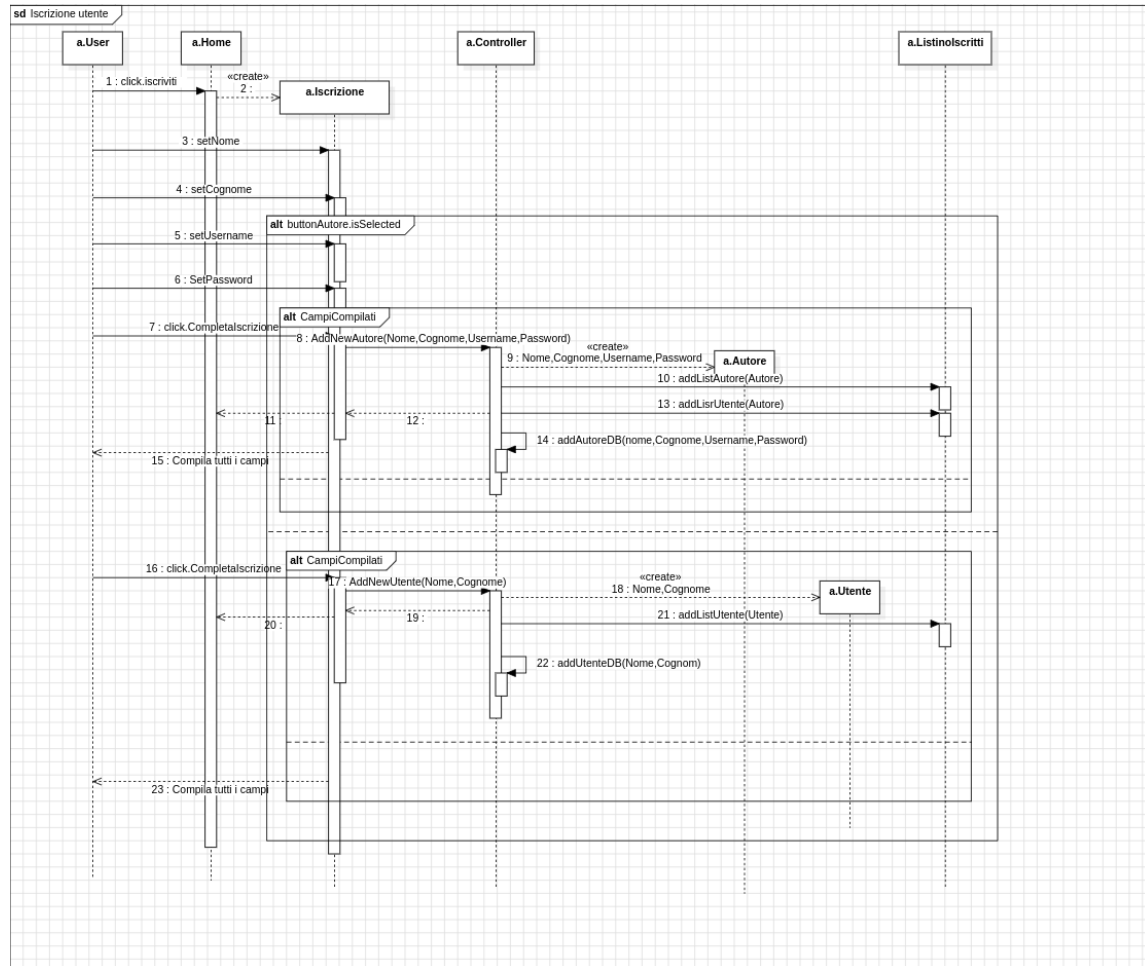 sd Iscrizione utente
a.User
a.Home
a.Controller
a.ListinoIscritti
1 : click.iscriviti
«create»
2 :
a.Iscrizione
3 : setNome
4 : setCognome
alt buttonAutore.isSelected
5 : setUsername
6 : SetPassword
alt CampiCompilati
7 : click.CompletaIscrizione
8 : AddNewAutore(Nome,Cognome,Username,Password)
«create»
9 : Nome,Cognome,Username,Password
a.Autore
10 : addListAutore(Autore)
13 : addLisrUtente(Autore)
11 :
12 :
14 : addAutoreDB(nome,Cognome,Username,Password)
15 : Compila tutti i campi
alt CampiCompilati
16 : click.CompletaIscrizione
17 : AddNewUtente(Nome,Cognome)
«create»
18 : Nome,Cognome
a.Utente
19 :
20 :
21 : addListUtente(Utente)
22 : addUtenteDB(Nome,Cognom)
23 : Compila tutti i campi